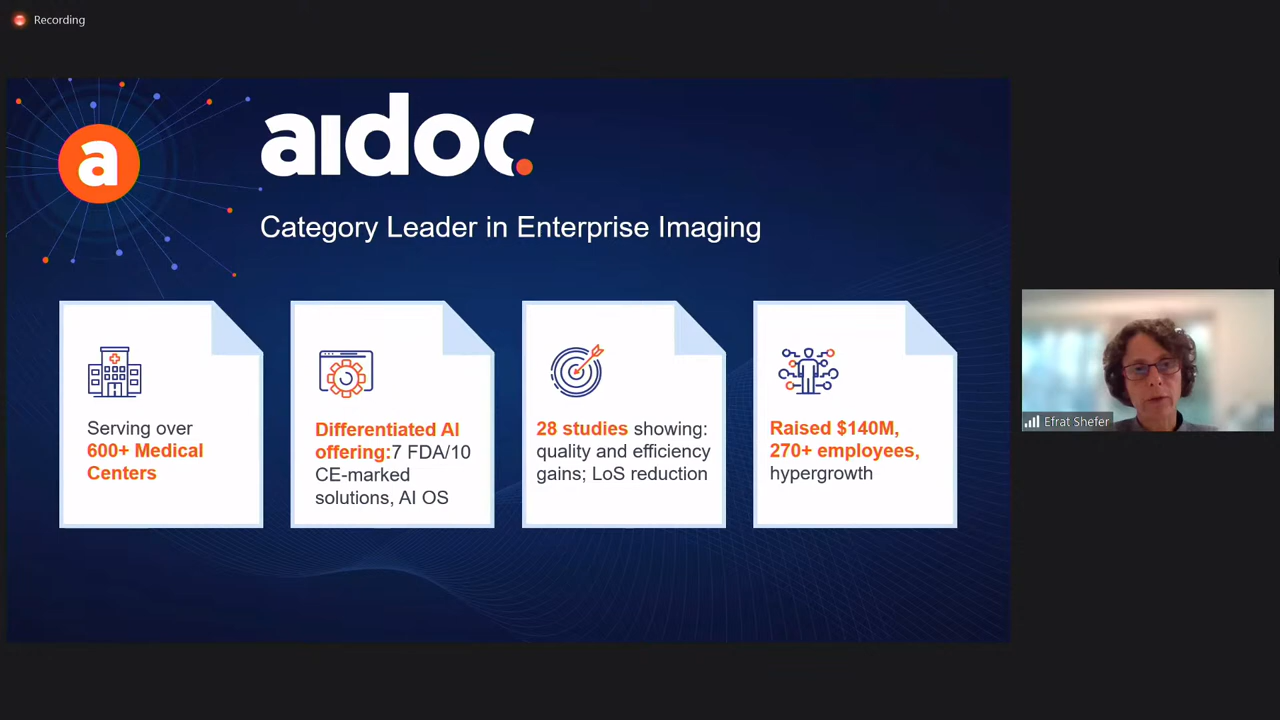 Recording
a
aidoc.
Category Leader in Enterprise Imaging
Serving over
600+ Medical
Centers
Differentiated AI
offering:7 FDA/10
CE-marked
solutions, AI OS
28 studies showing:
quality and efficiency
gains; LoS reduction
Raised $140M,
270+ employees,
hypergrowth
Efrat Shefer